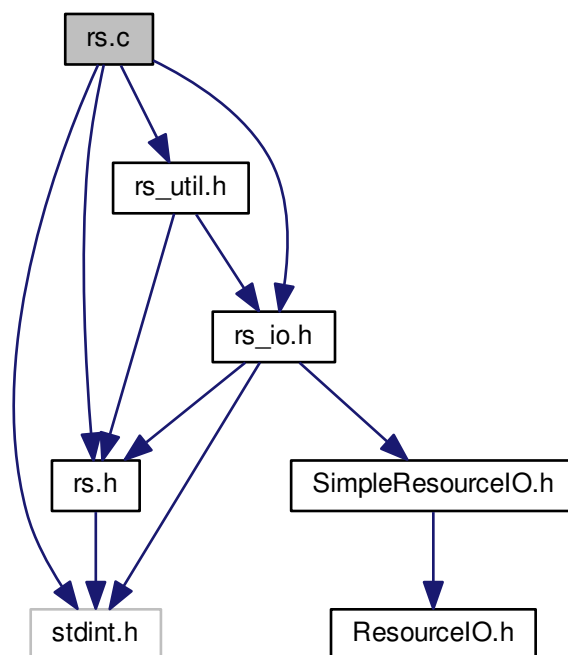 rs.c
rs_util.h
rs_io.h
rs.h
SimpleResourceIO.h
stdint.h
ResourceIO.h